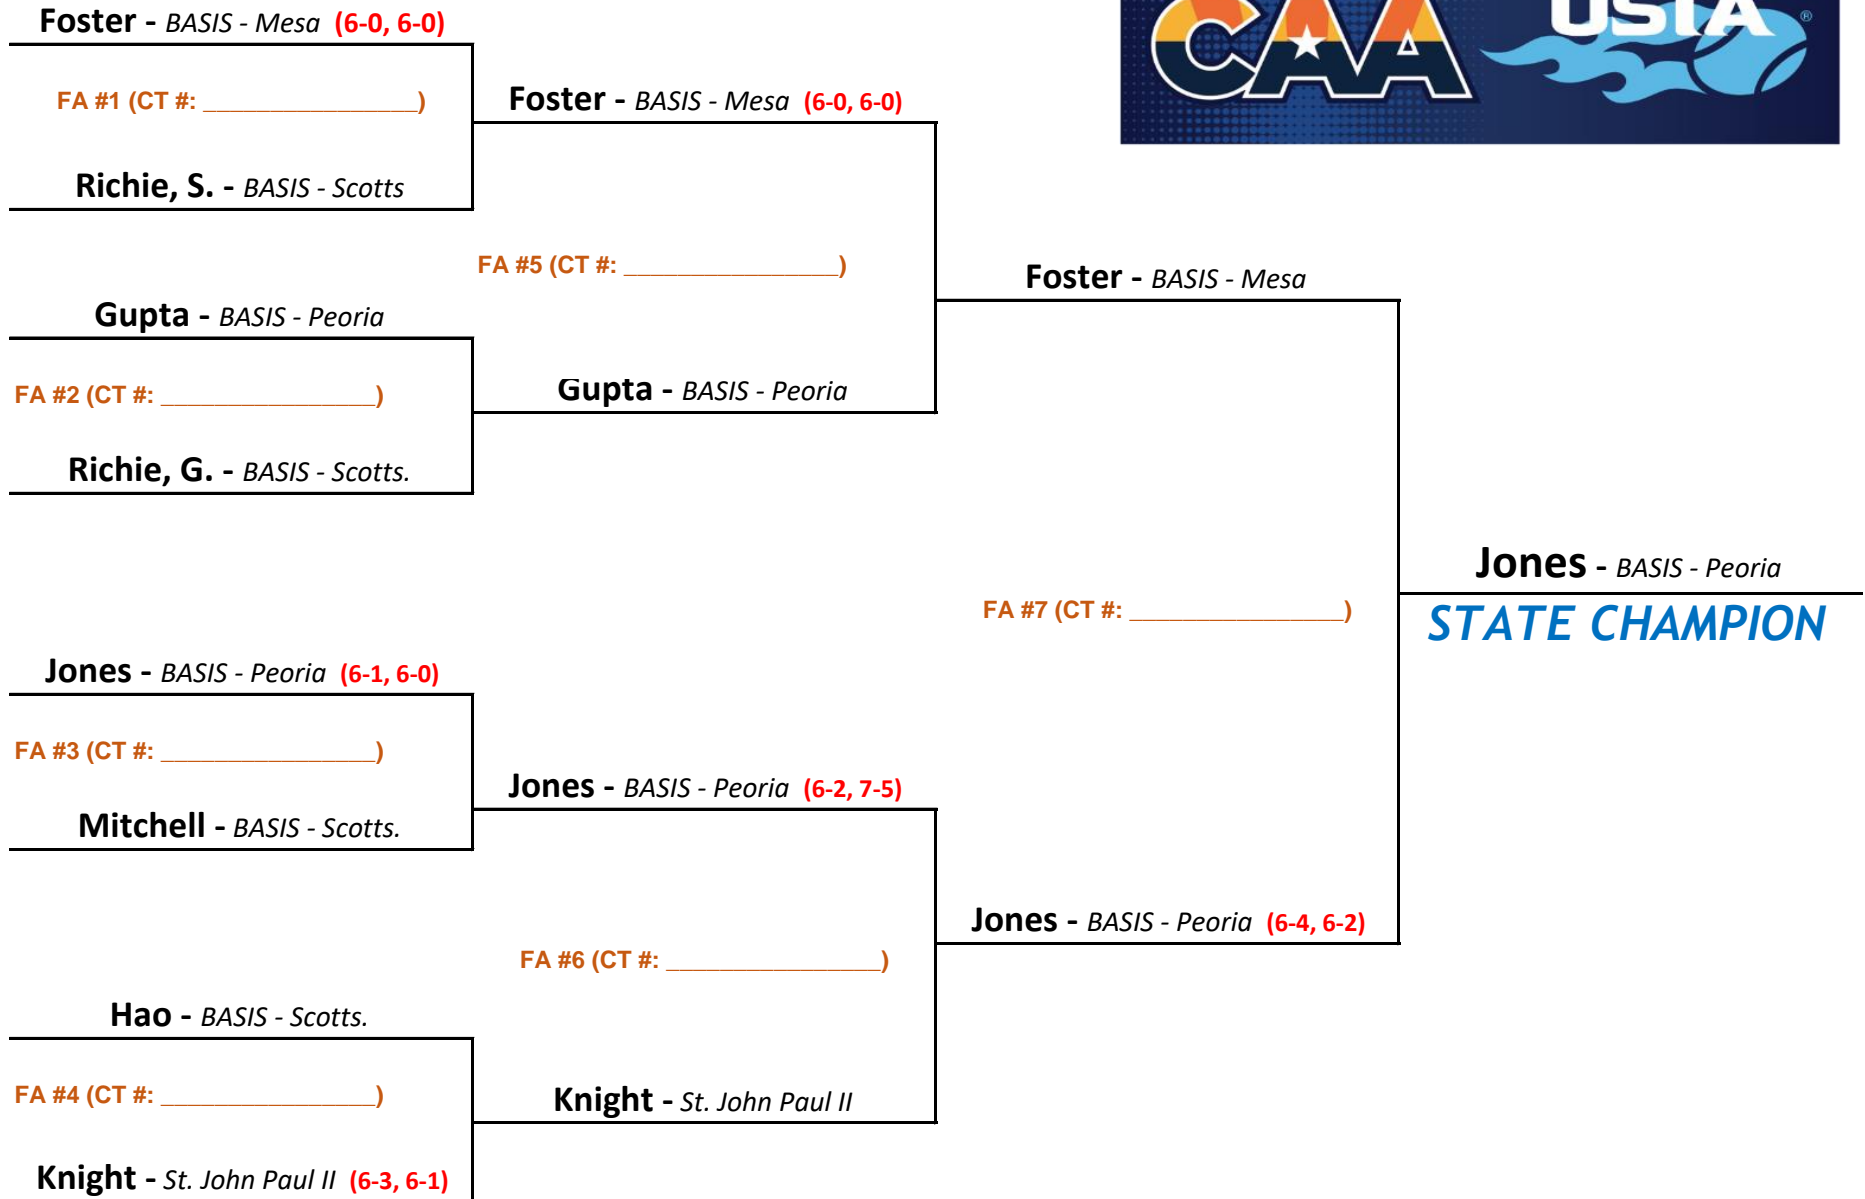 Foster - BASIS - Mesa (6-0, 6-0)
CAA USTA ®
FA #1 (CT #: ________________)
Foster - BASIS - Mesa (6-0, 6-0)
Richie, S. - BASIS - Scotts
FA #5 (CT #: ________________)
Foster - BASIS - Mesa
Gupta - BASIS - Peoria
FA #2 (CT #: ________________)
Gupta - BASIS - Peoria
Richie, G. - BASIS - Scotts.
Jones - BASIS - Peoria
FA #7 (CT #: ________________)
STATE CHAMPION
Jones - BASIS - Peoria (6-1, 6-0)
FA #3 (CT #: ________________)
Jones - BASIS - Peoria (6-2, 7-5)
Mitchell - BASIS - Scotts.
Jones - BASIS - Peoria (6-4, 6-2)
FA #6 (CT #: ________________)
Hao - BASIS - Scotts.
FA #4 (CT #: ________________)
Knight - St. John Paul II
Knight - St. John Paul II (6-3, 6-1)